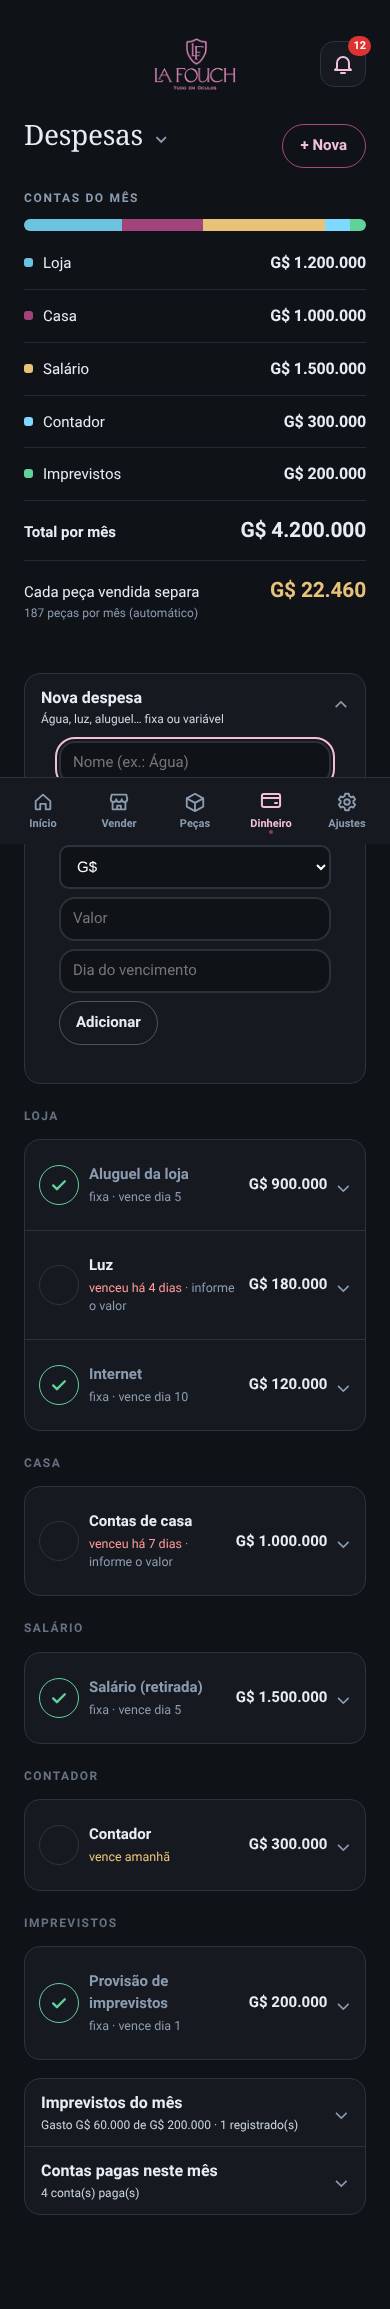 LF
LA FOUCH
TUDO EM ÓCULOS
12
Despesas
+ Nova
CONTAS DO MÊS
Loja G$ 1.200.000
Casa G$ 1.000.000
Salário G$ 1.500.000
Contador G$ 300.000
Imprevistos G$ 200.000
Total por mês G$ 4.200.000
Cada peça vendida separa G$ 22.460
187 peças por mês (automático)
Nova despesa
Água, luz, aluguel… fixa ou variável
Nome (ex.: Água)
Início Vender Peças Dinheiro Ajustes
G$
Valor
Dia do vencimento
Adicionar
LOJA
Aluguel da loja G$ 900.000
fixa · vence dia 5
Luz G$ 180.000
venceu há 4 dias · informe
o valor
Internet G$ 120.000
fixa · vence dia 10
CASA
Contas de casa G$ 1.000.000
venceu há 7 dias ·
informe o valor
SALÁRIO
Salário (retirada) G$ 1.500.000
fixa · vence dia 5
CONTADOR
Contador G$ 300.000
vence amanhã
IMPREVISTOS
Provisão de
imprevistos G$ 200.000
fixa · vence dia 1
Imprevistos do mês
Gasto G$ 60.000 de G$ 200.000 · 1 registrado(s)
Contas pagas neste mês
4 conta(s) paga(s)